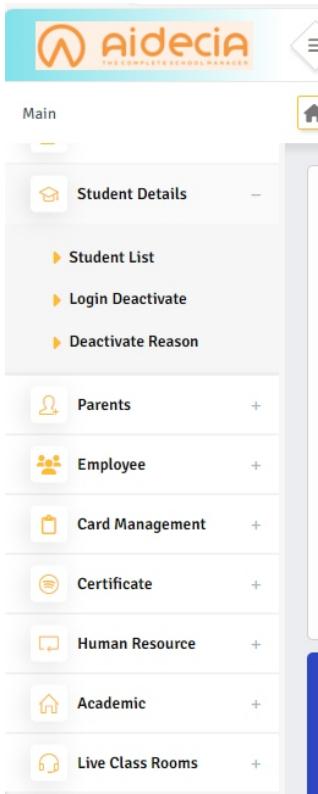 Aidecia
THE COMPLETE SCHOOL MANAGER
Main
Student Details
Student List
Login Deactivate
Deactivate Reason
Parents
Employee
Card Management
Certificate
Human Resource
Academic
Live Class Rooms